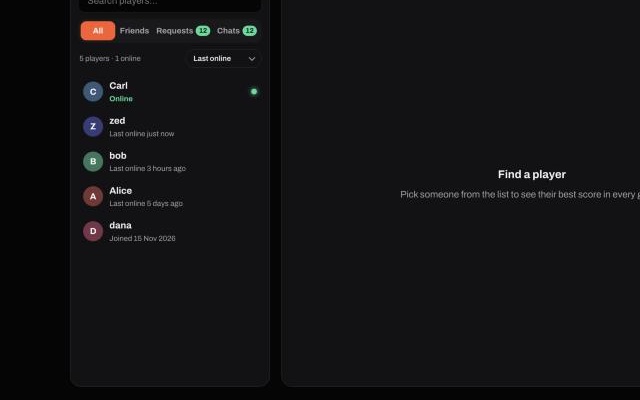 Search players...
All Friends Requests 12 Chats 12
5 players · 1 online Last online
C Carl
Online
Z zed
Last online just now
B bob
Last online 3 hours ago
A Alice
Last online 5 days ago
D dana
Joined 15 Nov 2026
Find a player
Pick someone from the list to see their best score in every